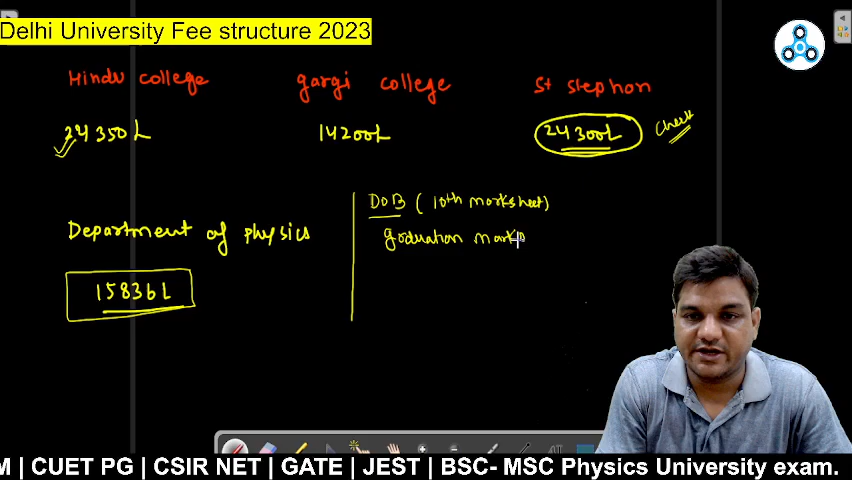 Delhi University Fee structure 2023
Hindu college
gargi college
St stephon
24350L
14200L
24300L
check
Department of physics
15836L
DOB ( 10th marksheet)
graduation mark
M | CUET PG | CSIR NET | GATE | JEST | BSC- MSC Physics University exam.